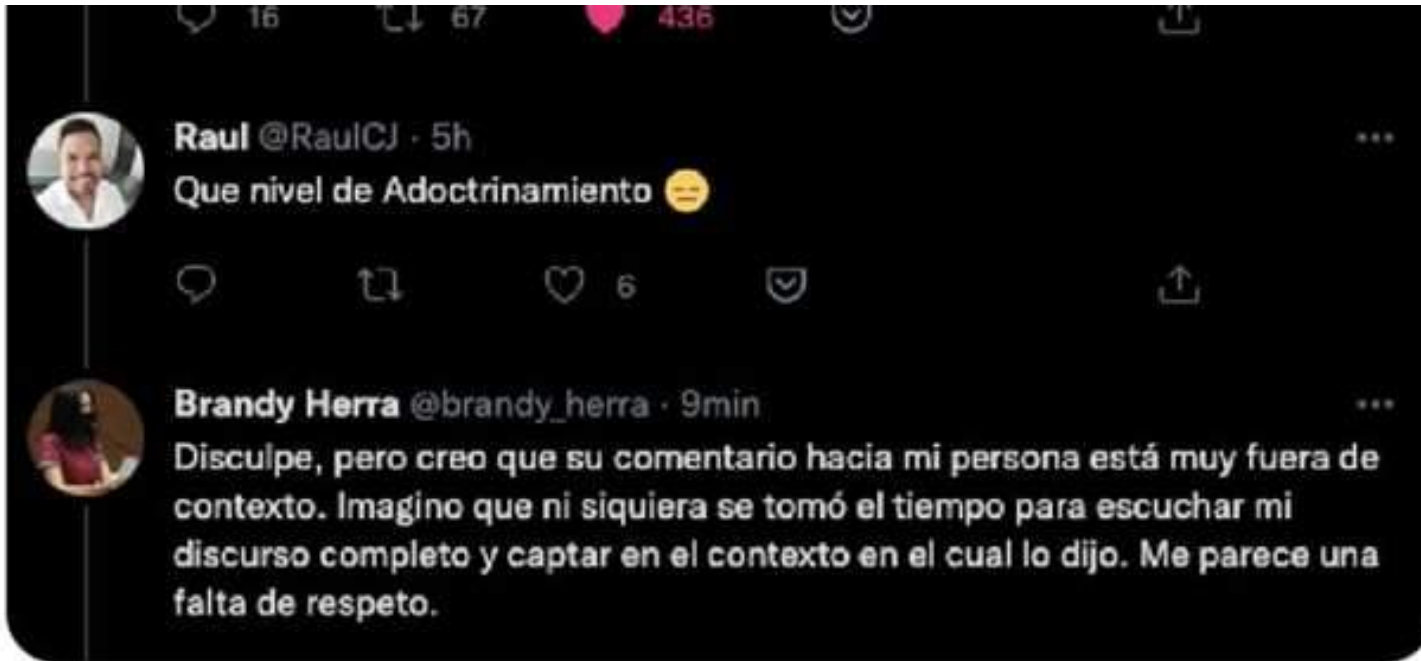 16 67 436
Raul @RaulCJ · 5h
Que nivel de Adoctrinamiento 😑
6
Brandy Herra @brandy_herra · 9min
Disculpe, pero creo que su comentario hacia mi persona está muy fuera de
contexto. Imagino que ni siquiera se tomó el tiempo para escuchar mi
discurso completo y captar en el contexto en el cual lo dijo. Me parece una
falta de respeto.